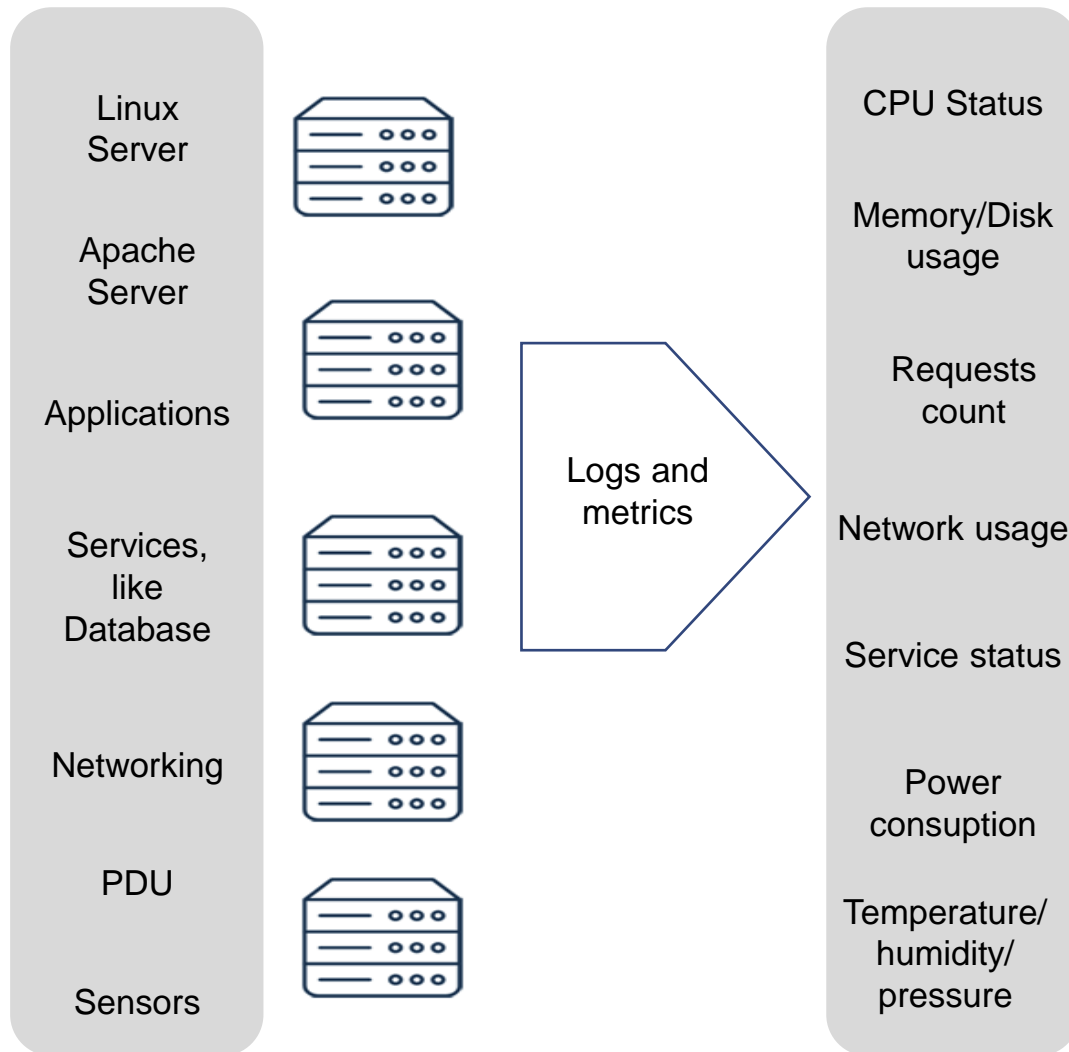 Linux
Server
Apache
Server
Applications
Services,
like
Database
Networking
PDU
Sensors
Logs and
metrics
CPU Status
Memory/Disk
usage
Requests
count
Network usage
Service status
Power
consuption
Temperature/
humidity/
pressure